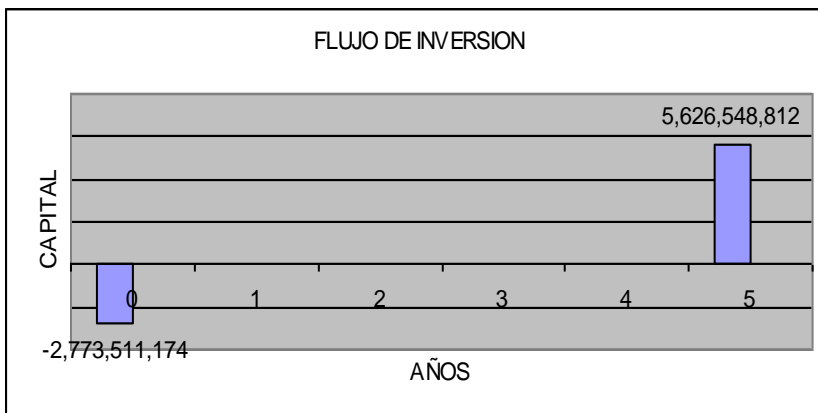 FLUJO DE INVERSION
5,626,548,812
CAPITAL
0 1 2 3 4 5
-2,773,511,174
AÑOS